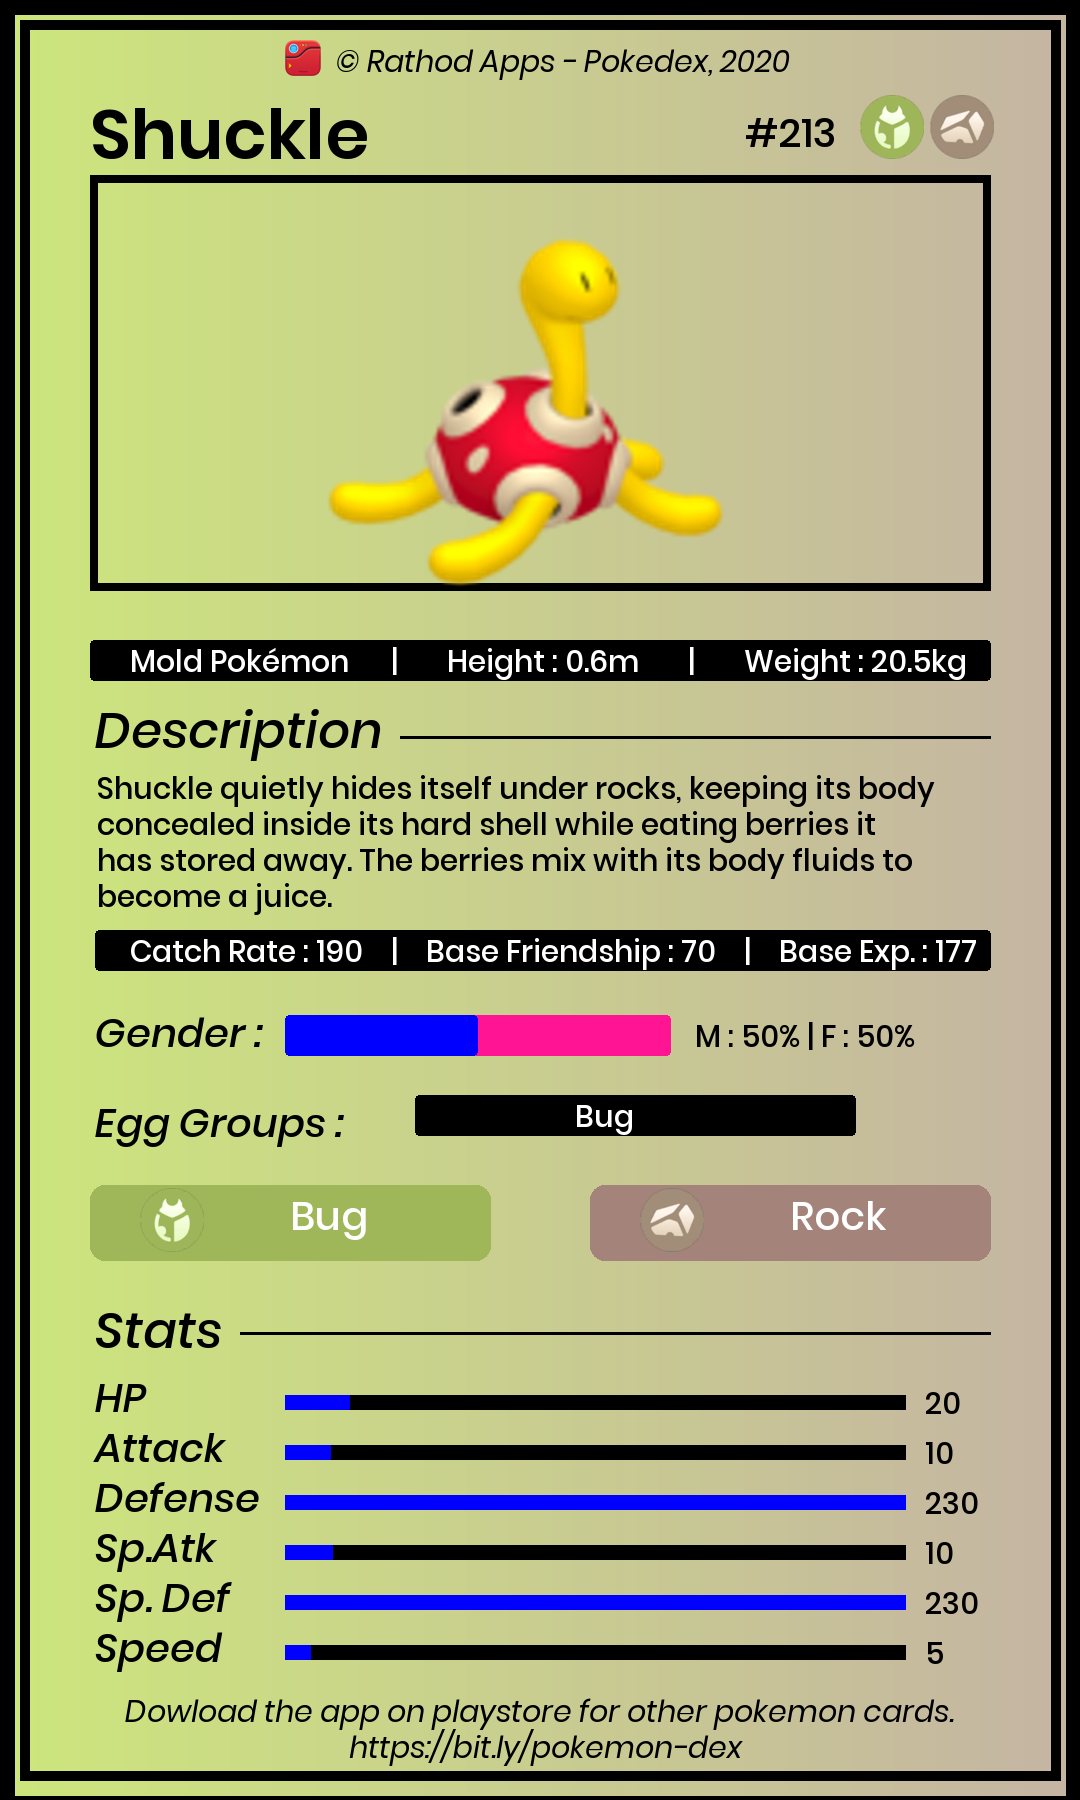 © Rathod Apps - Pokedex, 2020
Shuckle #213
Mold Pokémon | Height : 0.6m | Weight : 20.5kg
Description
Shuckle quietly hides itself under rocks, keeping its body
concealed inside its hard shell while eating berries it
has stored away. The berries mix with its body fluids to
become a juice.
Catch Rate : 190 | Base Friendship : 70 | Base Exp. : 177
Gender : M : 50% | F : 50%
Egg Groups : Bug
Bug Rock
Stats
HP 20
Attack 10
Defense 230
Sp.Atk 10
Sp. Def 230
Speed 5
Dowload the app on playstore for other pokemon cards.
https://bit.ly/pokemon-dex